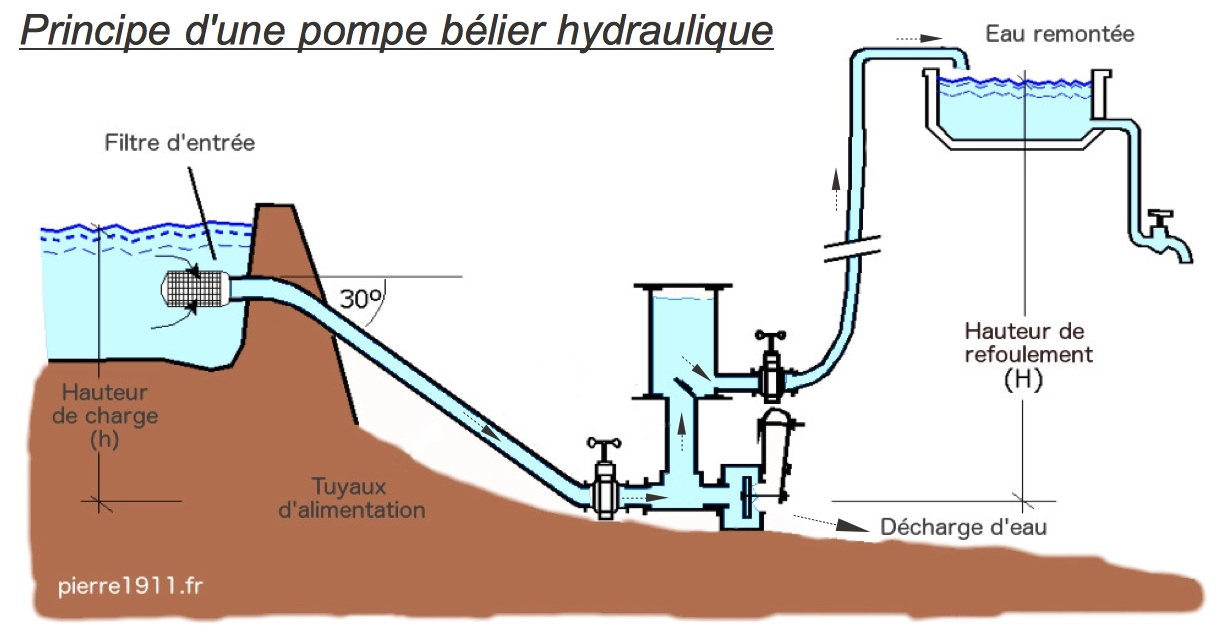 Principe d'une pompe bélier hydraulique
Eau remontée
Filtre d'entrée
30º
Hauteur de
refoulement
(H)
Hauteur
de charge
(h)
Tuyaux
d'alimentation
Décharge d'eau
pierre1911.fr